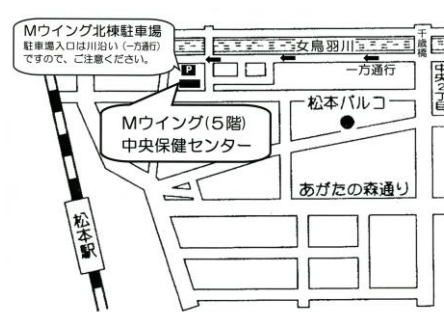 Mウイング北棟駐車場
駐車場入口は川沿い(一方通行)
ですので、ご注意ください。
P
女鳥羽川
千歳橋
一方通行
中央2丁目
松本パルコ
Mウイング(5階)
中央保健センター
あがたの森通り
松本駅